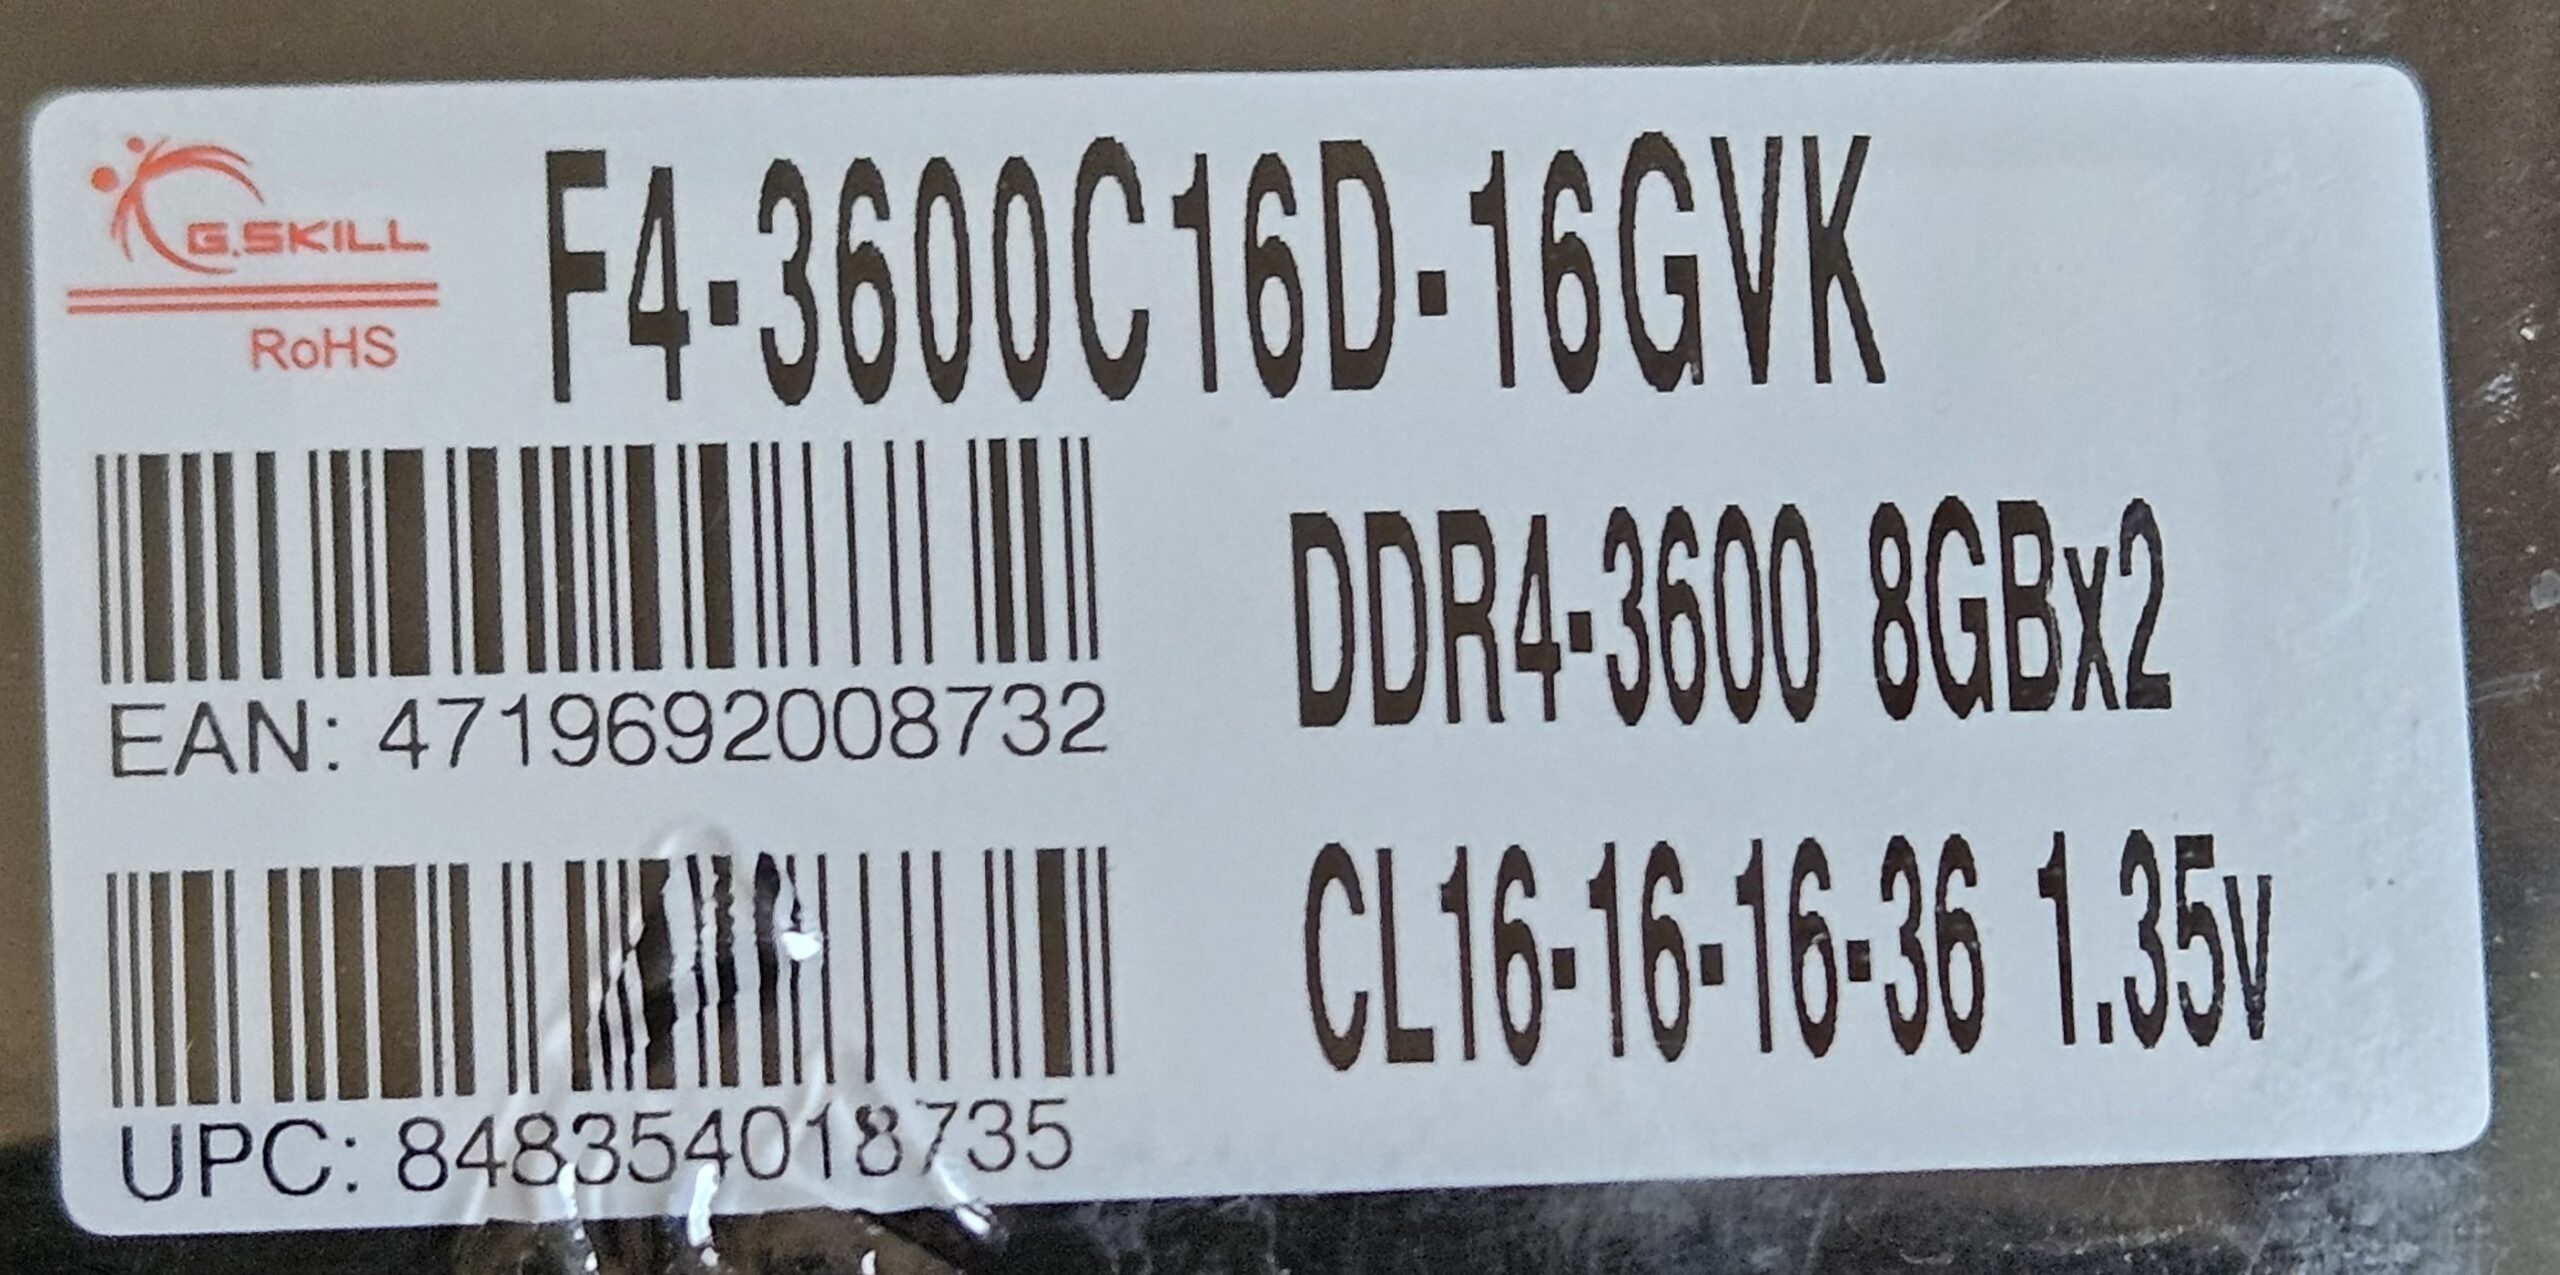 G.SKILL
RoHS
F4-3600C16D-16GVK
EAN: 4719692008732
DDR4-3600 8GBx2
UPC: 848354018735
CL16-16-16-36 1.35v